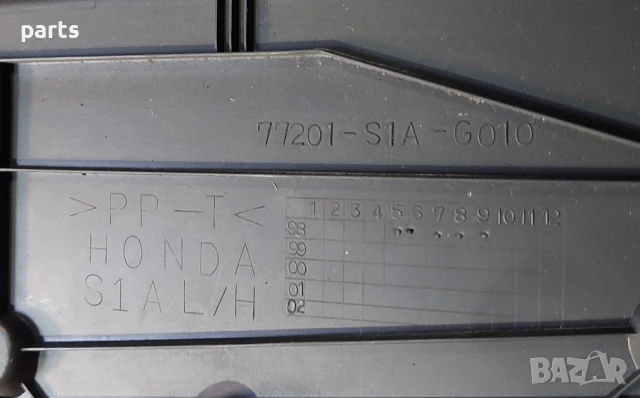 parts
77201-S1A-G010
>PP-T<
HONDA
S1A L/H
1 2 3 4 5 6 7 8 9 10 11 12
98
99
00
01
02
BAZAR